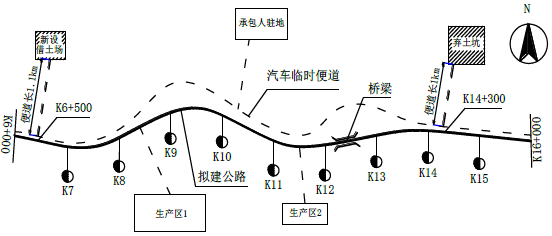 承包人驻地
N
新设
借土场
弃土坑
汽车临时便道
桥梁
便道长1.1km
便道长1km
K6+500
K14+300
K6+000
K16+000
K7
K8
K9
K10
K11
K12
K13
K14
K15
拟建公路
生产区1
生产区2